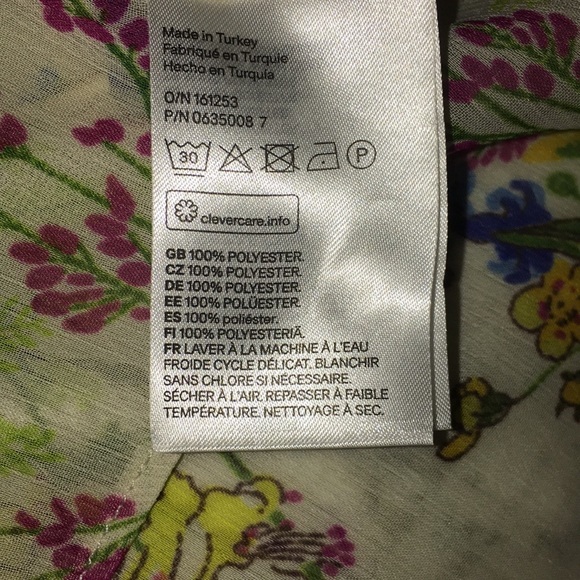 Made in Turkey
Fabriqué en Turquie
Hecho en Turquía
O/N 161253
P/N 0635008 7
30 P
clevercare.info
GB 100% POLYESTER.
CZ 100% POLYESTER.
DE 100% POLYESTER.
EE 100% POLÜESTER.
ES 100% poliéster.
FI 100% POLYESTERIÄ.
FR LAVER À LA MACHINE À L'EAU
FROIDE CYCLE DÉLICAT. BLANCHIR
SANS CHLORE SI NÉCESSAIRE.
SÉCHER À L'AIR. REPASSER À FAIBLE
TEMPÉRATURE. NETTOYAGE À SEC.